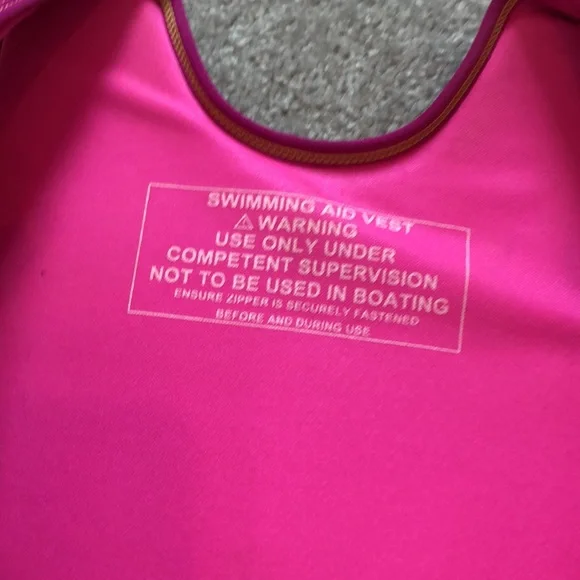 SWIMMING AID VEST
⚠ WARNING
USE ONLY UNDER
COMPETENT SUPERVISION
NOT TO BE USED IN BOATING
ENSURE ZIPPER IS SECURELY FASTENED
BEFORE AND DURING USE